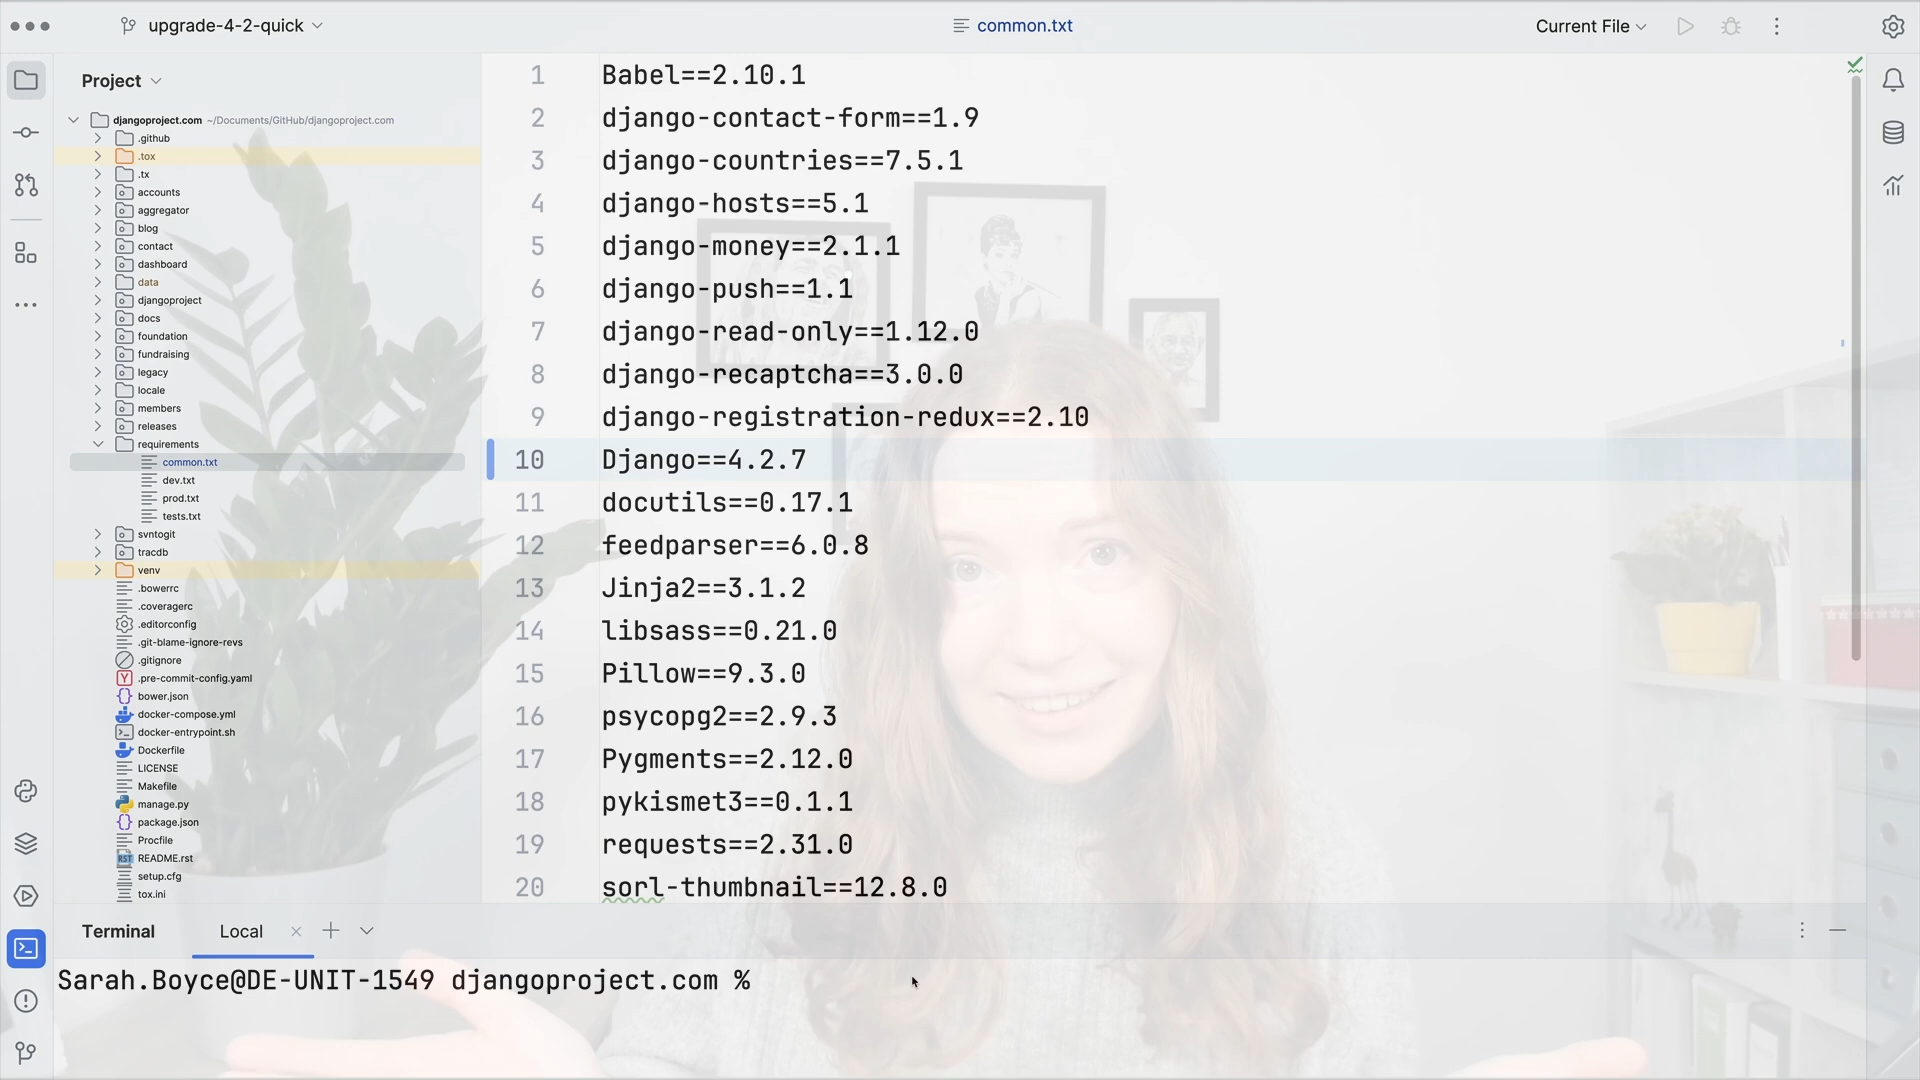 upgrade-4-2-quick
common.txt
Current File
Project
djangoproject.com ~/Documents/GitHub/djangoproject.com
.github
.tox
.tx
accounts
aggregator
blog
contact
dashboard
data
djangoproject
docs
foundation
fundraising
legacy
locale
members
releases
requirements
common.txt
dev.txt
prod.txt
tests.txt
svntogit
tracdb
venv
.bowerrc
.coveragerc
.editorconfig
.git-blame-ignore-revs
.gitignore
.pre-commit-config.yaml
bower.json
docker-compose.yml
docker-entrypoint.sh
Dockerfile
LICENSE
Makefile
manage.py
package.json
Procfile
README.rst
setup.cfg
tox.ini
1 Babel==2.10.1
2 django-contact-form==1.9
3 django-countries==7.5.1
4 django-hosts==5.1
5 django-money==2.1.1
6 django-push==1.1
7 django-read-only==1.12.0
8 django-recaptcha==3.0.0
9 django-registration-redux==2.10
10 Django==4.2.7
11 docutils==0.17.1
12 feedparser==6.0.8
13 Jinja2==3.1.2
14 libsass==0.21.0
15 Pillow==9.3.0
16 psycopg2==2.9.3
17 Pygments==2.12.0
18 pykismet3==0.1.1
19 requests==2.31.0
20 sorl-thumbnail==12.8.0
Terminal Local
Sarah.Boyce@DE-UNIT-1549 djangoproject.com %